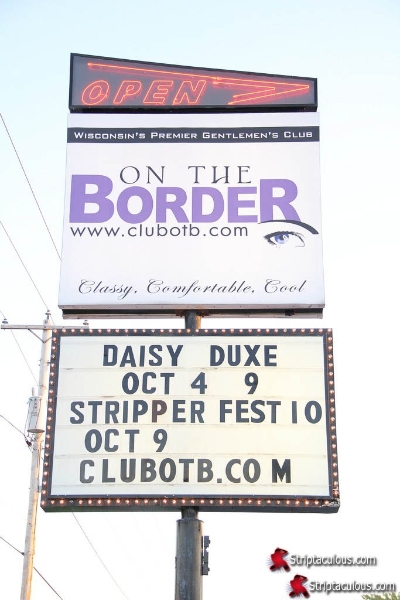 OPEN
WISCONSIN'S PREMIER GENTLEMEN'S CLUB
ON THE
BORDER
www.clubotb.com
Classy, Comfortable, Cool
DAISY DUXE
OCT 4 9
STRIPPER FEST 10
OCT 9
CLUBOTB.COM
Striptaculous.com
Striptaculous.com